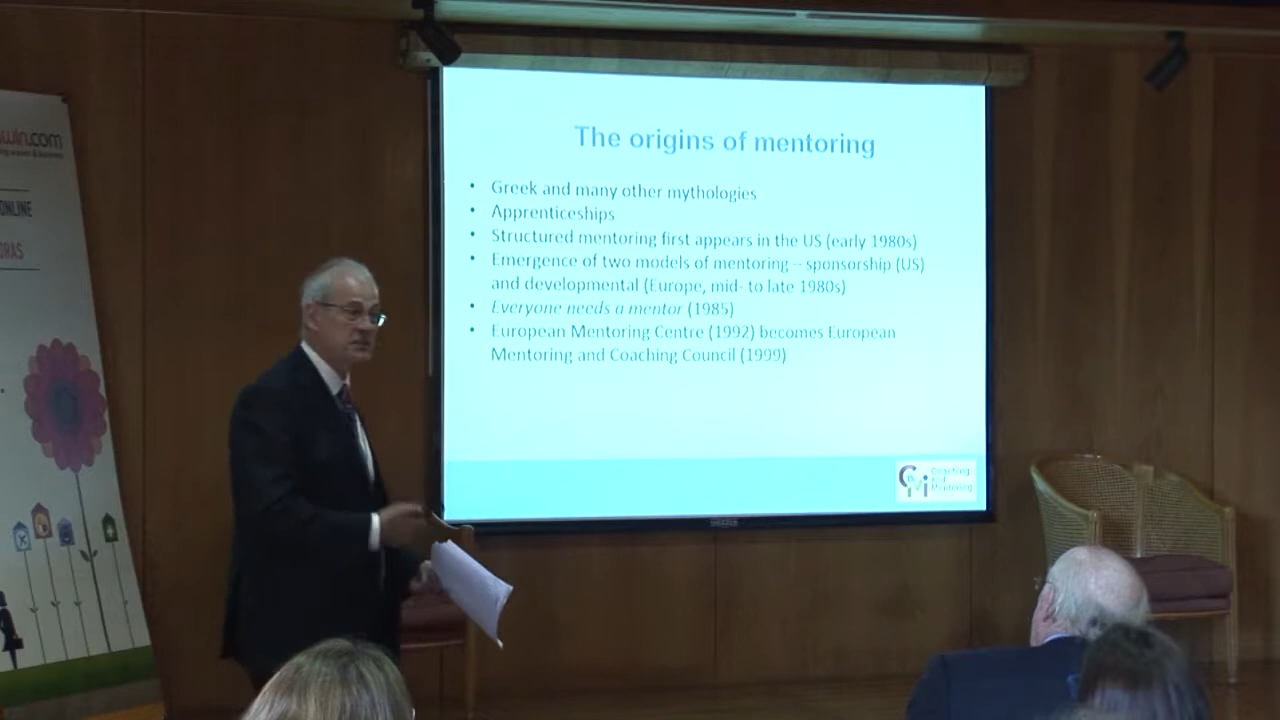 win.com
ONLINE
ORAS
The origins of mentoring
• Greek and many other mythologies
• Apprenticeships
• Structured mentoring first appears in the US (early 1980s)
• Emergence of two models of mentoring – sponsorship (US)
and developmental (Europe, mid- to late 1980s)
• Everyone needs a mentor (1985)
• European Mentoring Centre (1992) becomes European
Mentoring and Coaching Council (1999)
Coaching
and
Mentoring